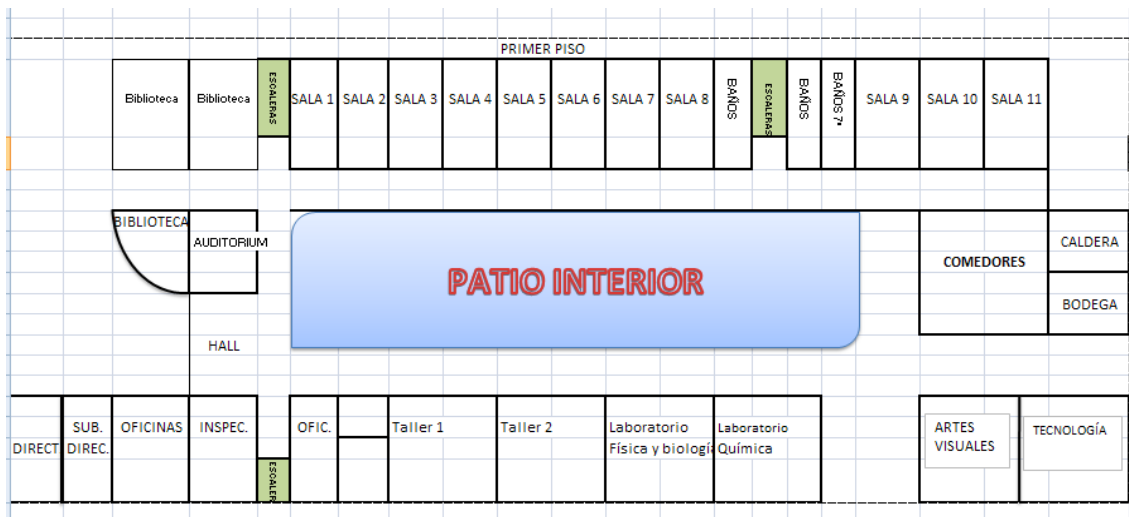 PRIMER PISO
Biblioteca
Biblioteca
ESCALERAS
SALA 1
SALA 2
SALA 3
SALA 4
SALA 5
SALA 6
SALA 7
SALA 8
BAÑOS
ESCALERAS
BAÑOS
BAÑOS 7º
SALA 9
SALA 10
SALA 11
BIBLIOTECA
AUDITORIUM
PATIO INTERIOR
COMEDORES
CALDERA
BODEGA
HALL
DIRECT
SUB.
DIREC.
OFICINAS
INSPEC.
ESCALER
OFIC.
Taller 1
Taller 2
Laboratorio
Física y biologí
Laboratorio
Química
ARTES
VISUALES
TECNOLOGÍA